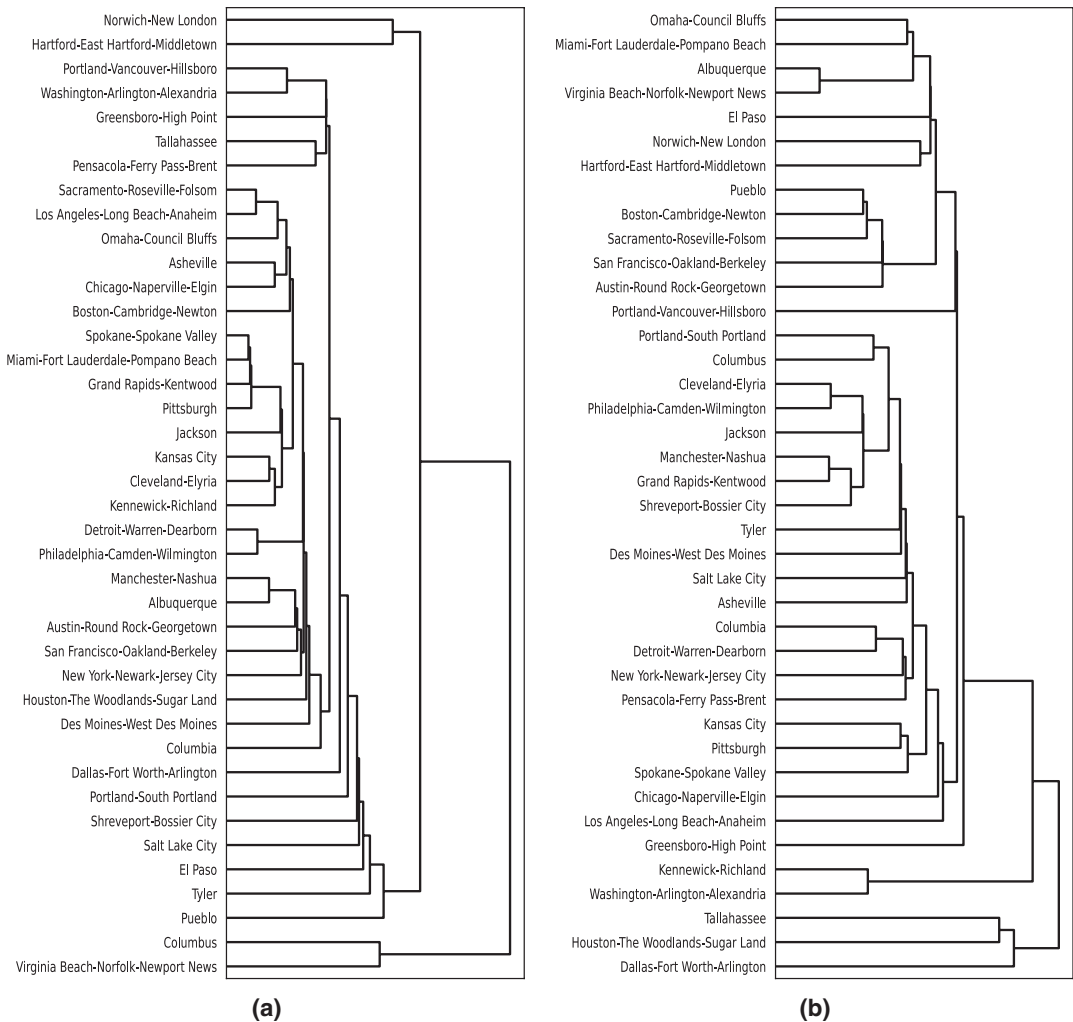 Norwich-New London
Hartford-East Hartford-Middletown
Portland-Vancouver-Hillsboro
Washington-Arlington-Alexandria
Greensboro-High Point
Tallahassee
Pensacola-Ferry Pass-Brent
Sacramento-Roseville-Folsom
Los Angeles-Long Beach-Anaheim
Omaha-Council Bluffs
Asheville
Chicago-Naperville-Elgin
Boston-Cambridge-Newton
Spokane-Spokane Valley
Miami-Fort Lauderdale-Pompano Beach
Grand Rapids-Kentwood
Pittsburgh
Jackson
Kansas City
Cleveland-Elyria
Kennewick-Richland
Detroit-Warren-Dearborn
Philadelphia-Camden-Wilmington
Manchester-Nashua
Albuquerque
Austin-Round Rock-Georgetown
San Francisco-Oakland-Berkeley
New York-Newark-Jersey City
Houston-The Woodlands-Sugar Land
Des Moines-West Des Moines
Columbia
Dallas-Fort Worth-Arlington
Portland-South Portland
Shreveport-Bossier City
Salt Lake City
El Paso
Tyler
Pueblo
Columbus
Virginia Beach-Norfolk-Newport News
(a)
Omaha-Council Bluffs
Miami-Fort Lauderdale-Pompano Beach
Albuquerque
Virginia Beach-Norfolk-Newport News
El Paso
Norwich-New London
Hartford-East Hartford-Middletown
Pueblo
Boston-Cambridge-Newton
Sacramento-Roseville-Folsom
San Francisco-Oakland-Berkeley
Austin-Round Rock-Georgetown
Portland-Vancouver-Hillsboro
Portland-South Portland
Columbus
Cleveland-Elyria
Philadelphia-Camden-Wilmington
Jackson
Manchester-Nashua
Grand Rapids-Kentwood
Shreveport-Bossier City
Tyler
Des Moines-West Des Moines
Salt Lake City
Asheville
Columbia
Detroit-Warren-Dearborn
New York-Newark-Jersey City
Pensacola-Ferry Pass-Brent
Kansas City
Pittsburgh
Spokane-Spokane Valley
Chicago-Naperville-Elgin
Los Angeles-Long Beach-Anaheim
Greensboro-High Point
Kennewick-Richland
Washington-Arlington-Alexandria
Tallahassee
Houston-The Woodlands-Sugar Land
Dallas-Fort Worth-Arlington
(b)